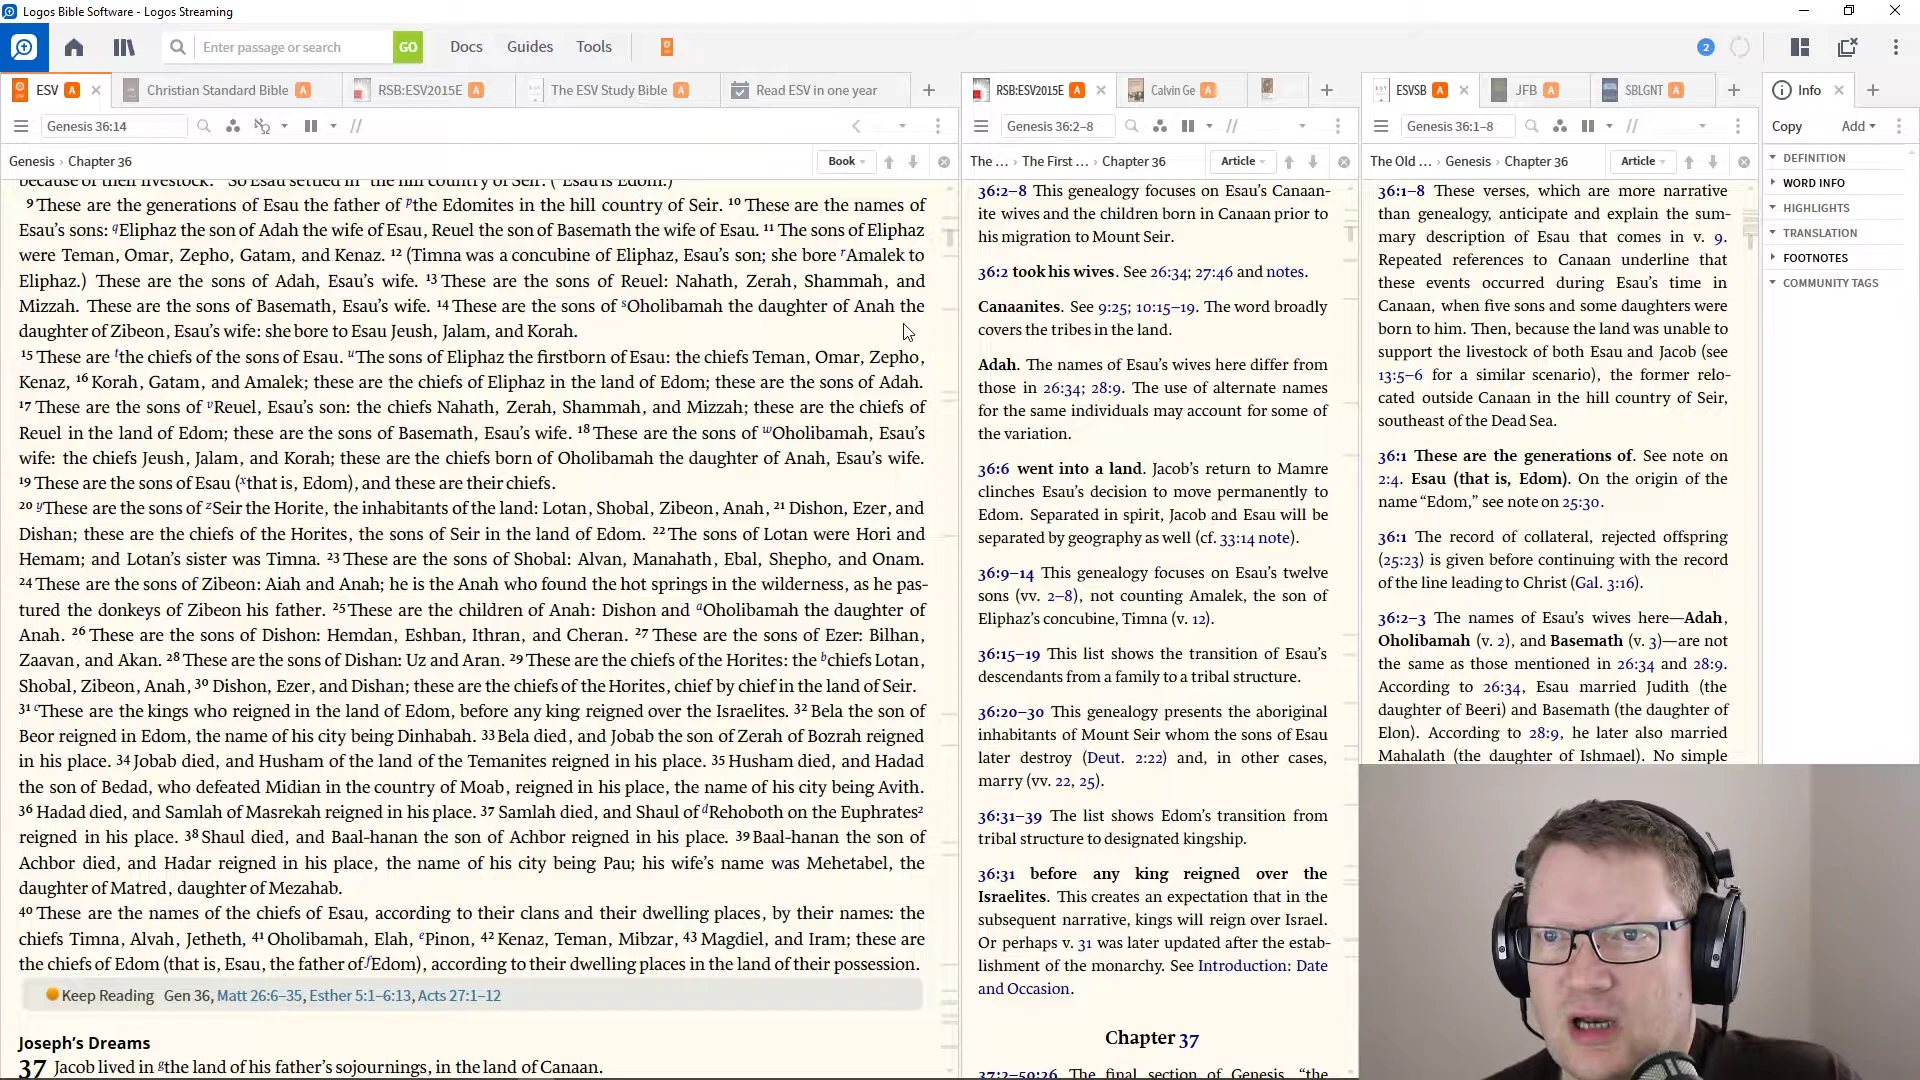 Logos Bible Software - Logos Streaming
Enter passage or search GO Docs Guides Tools 2
ESV A Christian Standard Bible A RSB:ESV2015E A The ESV Study Bible A Read ESV in one year
Genesis 36:14
Genesis › Chapter 36 Book
because of their livestock. So Esau settled in the hill country of Seir. (Esau is Edom.)
9 These are the generations of Esau the father of pthe Edomites in the hill country of Seir. 10 These are the names of
Esau’s sons: qEliphaz the son of Adah the wife of Esau, Reuel the son of Basemath the wife of Esau. 11 The sons of Eliphaz
were Teman, Omar, Zepho, Gatam, and Kenaz. 12 (Timna was a concubine of Eliphaz, Esau’s son; she bore rAmalek to
Eliphaz.) These are the sons of Adah, Esau’s wife. 13 These are the sons of Reuel: Nahath, Zerah, Shammah, and
Mizzah. These are the sons of Basemath, Esau’s wife. 14 These are the sons of sOholibamah the daughter of Anah the
daughter of Zibeon, Esau’s wife: she bore to Esau Jeush, Jalam, and Korah.
15 These are tthe chiefs of the sons of Esau. uThe sons of Eliphaz the firstborn of Esau: the chiefs Teman, Omar, Zepho,
Kenaz, 16 Korah, Gatam, and Amalek; these are the chiefs of Eliphaz in the land of Edom; these are the sons of Adah.
17 These are the sons of vReuel, Esau’s son: the chiefs Nahath, Zerah, Shammah, and Mizzah; these are the chiefs of
Reuel in the land of Edom; these are the sons of Basemath, Esau’s wife. 18 These are the sons of wOholibamah, Esau’s
wife: the chiefs Jeush, Jalam, and Korah; these are the chiefs born of Oholibamah the daughter of Anah, Esau’s wife.
19 These are the sons of Esau (xthat is, Edom), and these are their chiefs.
20 yThese are the sons of zSeir the Horite, the inhabitants of the land: Lotan, Shobal, Zibeon, Anah, 21 Dishon, Ezer, and
Dishan; these are the chiefs of the Horites, the sons of Seir in the land of Edom. 22 The sons of Lotan were Hori and
Hemam; and Lotan’s sister was Timna. 23 These are the sons of Shobal: Alvan, Manahath, Ebal, Shepho, and Onam.
24 These are the sons of Zibeon: Aiah and Anah; he is the Anah who found the hot springs in the wilderness, as he pas-
tured the donkeys of Zibeon his father. 25 These are the children of Anah: Dishon and aOholibamah the daughter of
Anah. 26 These are the sons of Dishon: Hemdan, Eshban, Ithran, and Cheran. 27 These are the sons of Ezer: Bilhan,
Zaavan, and Akan. 28 These are the sons of Dishan: Uz and Aran. 29 These are the chiefs of the Horites: the bchiefs Lotan,
Shobal, Zibeon, Anah, 30 Dishon, Ezer, and Dishan; these are the chiefs of the Horites, chief by chief in the land of Seir.
31 cThese are the kings who reigned in the land of Edom, before any king reigned over the Israelites. 32 Bela the son of
Beor reigned in Edom, the name of his city being Dinhabah. 33 Bela died, and Jobab the son of Zerah of Bozrah reigned
in his place. 34 Jobab died, and Husham of the land of the Temanites reigned in his place. 35 Husham died, and Hadad
the son of Bedad, who defeated Midian in the country of Moab, reigned in his place, the name of his city being Avith.
36 Hadad died, and Samlah of Masrekah reigned in his place. 37 Samlah died, and Shaul of dRehoboth on the Euphrates2
reigned in his place. 38 Shaul died, and Baal-hanan the son of Achbor reigned in his place. 39 Baal-hanan the son of
Achbor died, and Hadar reigned in his place, the name of his city being Pau; his wife’s name was Mehetabel, the
daughter of Matred, daughter of Mezahab.
40 These are the names of the chiefs of Esau, according to their clans and their dwelling places, by their names: the
chiefs Timna, Alvah, Jetheth, 41 Oholibamah, Elah, ePinon, 42 Kenaz, Teman, Mibzar, 43 Magdiel, and Iram; these are
the chiefs of Edom (that is, Esau, the father of fEdom), according to their dwelling places in the land of their possession.
Keep Reading Gen 36, Matt 26:6–35, Esther 5:1–6:13, Acts 27:1–12
Joseph’s Dreams
37 Jacob lived in gthe land of his father’s sojournings, in the land of Canaan.
RSB:ESV2015E A Calvin Ge A
Genesis 36:2–8
The ... › The First ... › Chapter 36 Article
36:2–8 This genealogy focuses on Esau’s Canaan-
ite wives and the children born in Canaan prior to
his migration to Mount Seir.
36:2 took his wives. See 26:34; 27:46 and notes.
Canaanites. See 9:25; 10:15–19. The word broadly
covers the tribes in the land.
Adah. The names of Esau’s wives here differ from
those in 26:34; 28:9. The use of alternate names
for the same individuals may account for some of
the variation.
36:6 went into a land. Jacob’s return to Mamre
clinches Esau’s decision to move permanently to
Edom. Separated in spirit, Jacob and Esau will be
separated by geography as well (cf. 33:14 note).
36:9–14 This genealogy focuses on Esau’s twelve
sons (vv. 2–8), not counting Amalek, the son of
Eliphaz’s concubine, Timna (v. 12).
36:15–19 This list shows the transition of Esau’s
descendants from a family to a tribal structure.
36:20–30 This genealogy presents the aboriginal
inhabitants of Mount Seir whom the sons of Esau
later destroy (Deut. 2:22) and, in other cases,
marry (vv. 22, 25).
36:31–39 The list shows Edom’s transition from
tribal structure to designated kingship.
36:31 before any king reigned over the
Israelites. This creates an expectation that in the
subsequent narrative, kings will reign over Israel.
Or perhaps v. 31 was later updated after the estab-
lishment of the monarchy. See Introduction: Date
and Occasion.
Chapter 37
37:2–50:26 The final section of Genesis, “the
ESVSB A JFB A SBLGNT A
Genesis 36:1–8
The Old ... › Genesis › Chapter 36 Article
36:1–8 These verses, which are more narrative
than genealogy, anticipate and explain the sum-
mary description of Esau that comes in v. 9.
Repeated references to Canaan underline that
these events occurred during Esau’s time in
Canaan, when five sons and some daughters were
born to him. Then, because the land was unable to
support the livestock of both Esau and Jacob (see
13:5–6 for a similar scenario), the former relo-
cated outside Canaan in the hill country of Seir,
southeast of the Dead Sea.
36:1 These are the generations of. See note on
2:4. Esau (that is, Edom). On the origin of the
name “Edom,” see note on 25:30.
36:1 The record of collateral, rejected offspring
(25:23) is given before continuing with the record
of the line leading to Christ (Gal. 3:16).
36:2–3 The names of Esau’s wives here—Adah,
Oholibamah (v. 2), and Basemath (v. 3)—are not
the same as those mentioned in 26:34 and 28:9.
According to 26:34, Esau married Judith (the
daughter of Beeri) and Basemath (the daughter of
Elon). According to 28:9, he later also married
Mahalath (the daughter of Ishmael). No simple
Info
Copy Add
DEFINITION
WORD INFO
HIGHLIGHTS
TRANSLATION
FOOTNOTES
COMMUNITY TAGS